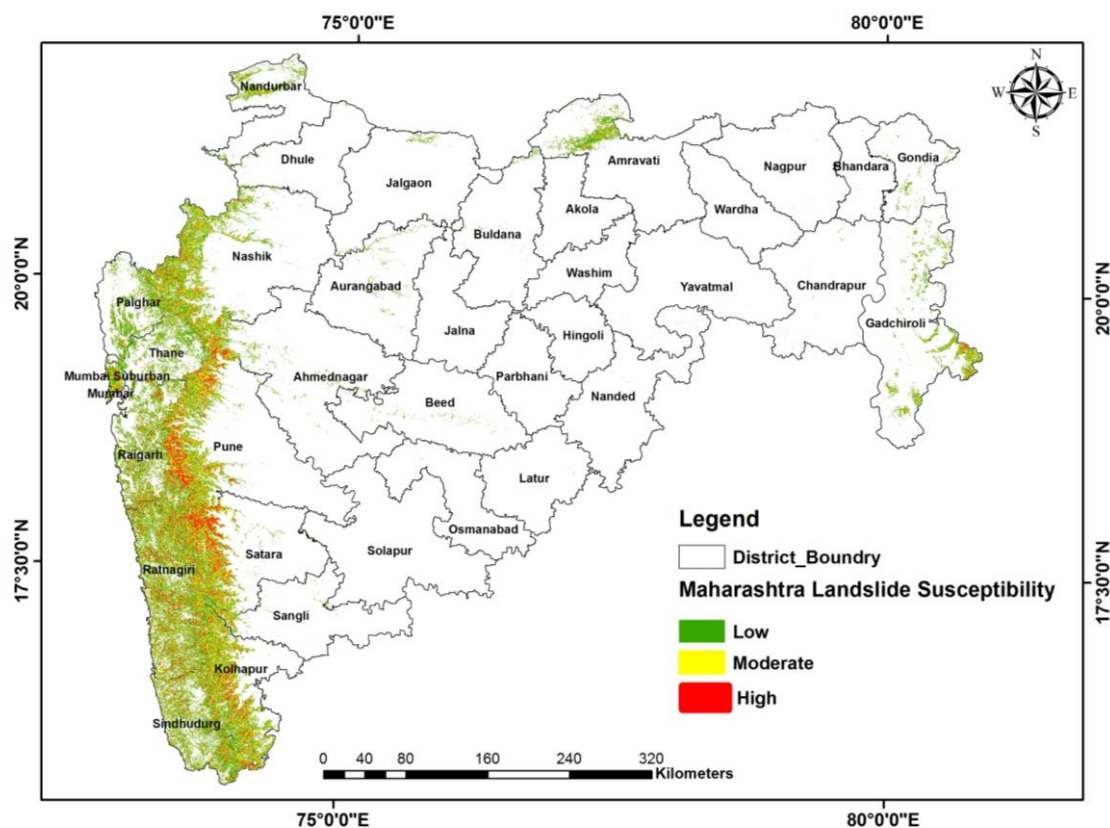 75°0'0"E
80°0'0"E
N
W
E
S
Nandurbar
Dhule
Jalgaon
Amravati
Nagpur
Bhandara
Gondia
Akola
Wardha
Buldana
Nashik
Washim
20°0'0"N
20°0'0"N
Aurangabad
Yavatmal
Chandrapur
Palghar
Jalna
Hingoli
Gadchiroli
Thane
Mumbai Suburban
Ahmednagar
Parbhani
Mumbai
Beed
Nanded
Raigarh
Pune
Latur
Osmanabad
Satara
Solapur
Ratnagiri
17°30'0"N
17°30'0"N
Sangli
Kolhapur
Sindhudurg
Legend
District_Boundry
Maharashtra Landslide Susceptibility
Low
Moderate
High
0 40 80 160 240 320
Kilometers
75°0'0"E
80°0'0"E